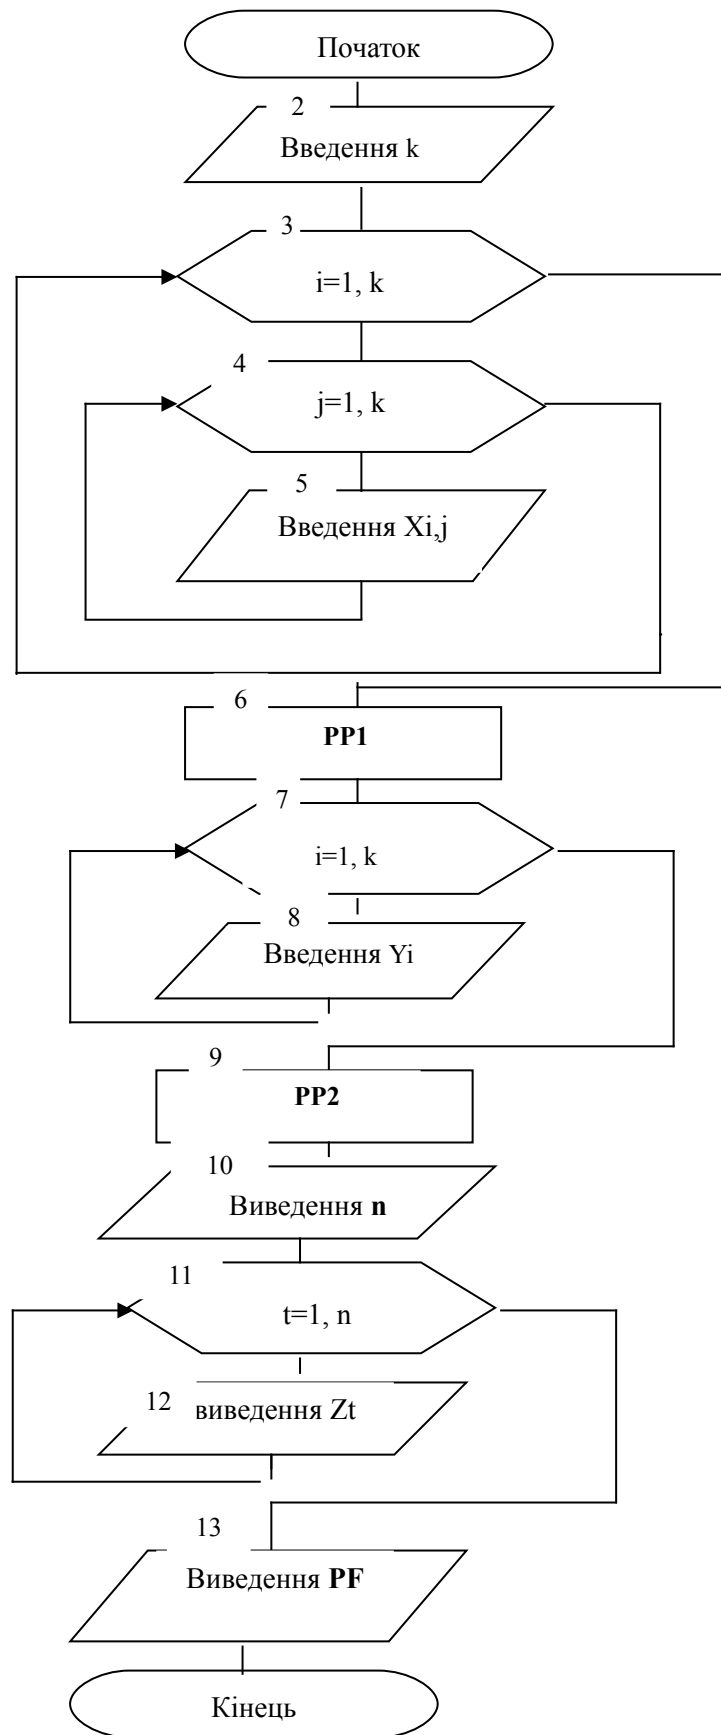 Початок
2
Введення k
3
i=1, k
4
j=1, k
5
Введення Xi,j
6
PP1
7
i=1, k
8
Введення Yi
9
PP2
10
Виведення n
11
t=1, n
12
виведення Zt
13
Виведення PF
Кінець